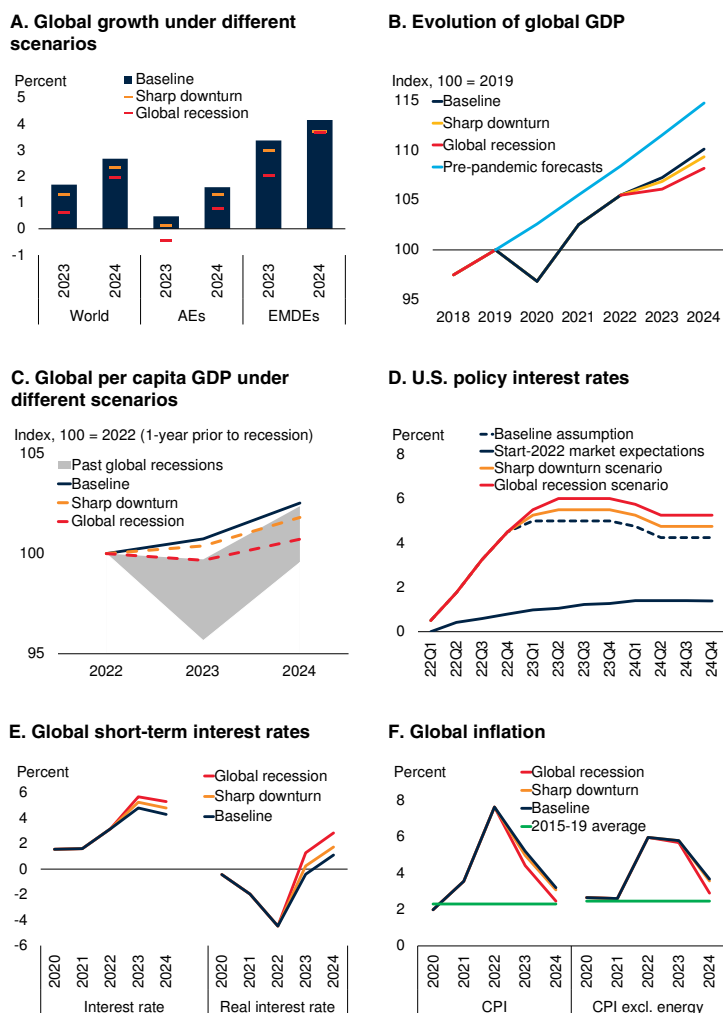 A. Global growth under different
scenarios
Percent
Baseline
Sharp downturn
Global recession
5
4
3
2
1
0
-1
2023
2024
2023
2024
2023
2024
World
AEs
EMDEs
B. Evolution of global GDP
Index, 100 = 2019
Baseline
Sharp downturn
Global recession
Pre-pandemic forecasts
115
110
105
100
95
2018 2019 2020 2021 2022 2023 2024
C. Global per capita GDP under
different scenarios
Index, 100 = 2022 (1-year prior to recession)
Past global recessions
Baseline
Sharp downturn
Global recession
105
100
95
2022 2023 2024
D. U.S. policy interest rates
Percent
Baseline assumption
Start-2022 market expectations
Sharp downturn scenario
Global recession scenario
8
6
4
2
0
22Q1
22Q2
22Q3
22Q4
23Q1
23Q2
23Q3
23Q4
24Q1
24Q2
24Q3
24Q4
E. Global short-term interest rates
Percent
Global recession
Sharp downturn
Baseline
6
4
2
0
-2
-4
-6
2020
2021
2022
2023
2024
2020
2021
2022
2023
2024
Interest rate
Real interest rate
F. Global inflation
Percent
Global recession
Sharp downturn
Baseline
2015-19 average
8
6
4
2
0
2020
2021
2022
2023
2024
2020
2021
2022
2023
2024
CPI
CPI excl. energy